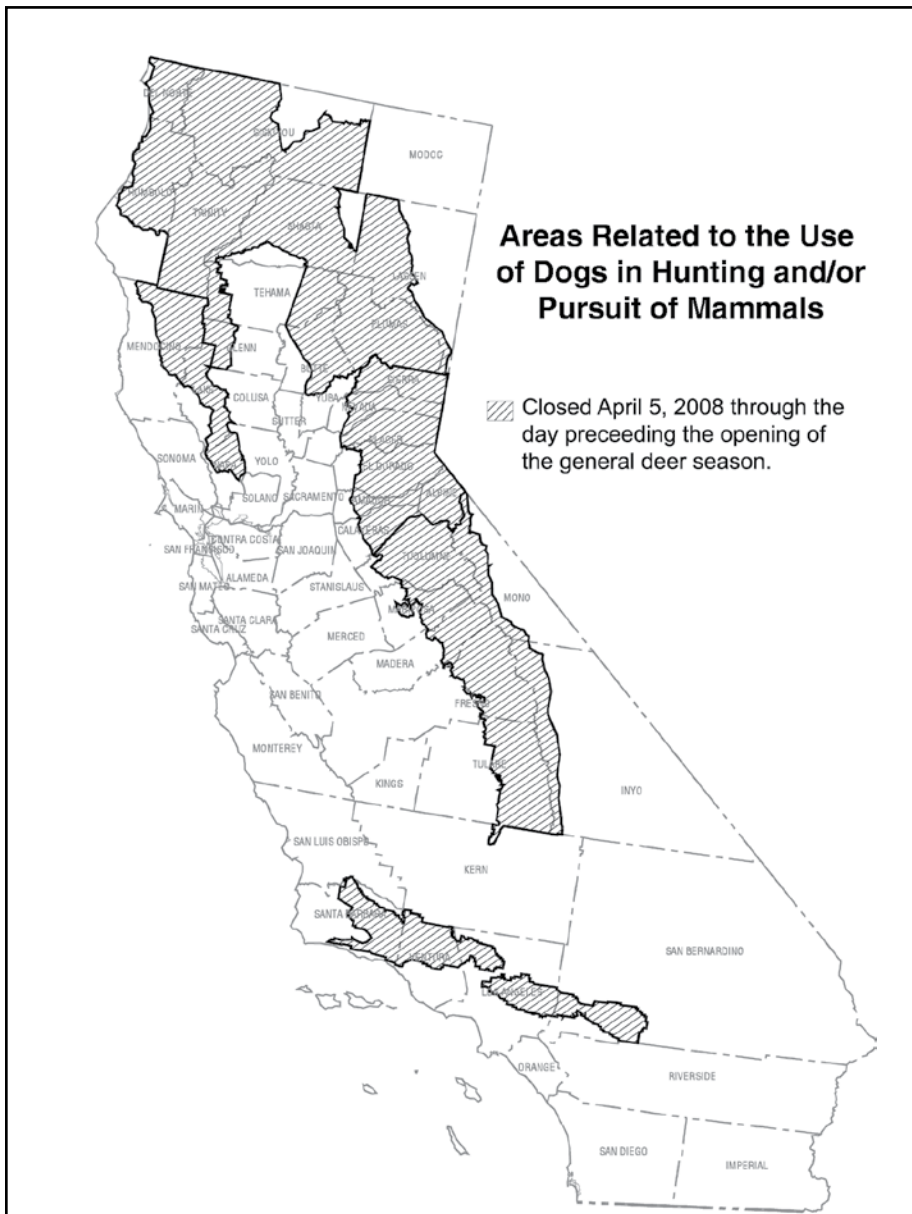 DEL NORTE
SISKIYOU
MODOC
HUMBOLDT
TRINITY
SHASTA
Areas Related to the Use
of Dogs in Hunting and/or
Pursuit of Mammals
LASSEN
TEHAMA
PLUMAS
MENDOCINO
GLENN
BUTTE
SIERRA
COLUSA
YUBA
NEVADA
SUTTER
Closed April 5, 2008 through the
day preceeding the opening of
the general deer season.
PLACER
SONOMA
YOLO
EL DORADO
SOLANO
SACRAMENTO
AMADOR
ALPINE
MARIN
CALAVERAS
CONTRA COSTA
SAN FRANCISCO
SAN JOAQUIN
TUOLUMNE
ALAMEDA
SAN MATEO
STANISLAUS
MONO
SANTA CLARA
SANTA CRUZ
MERCED
MADERA
SAN BENITO
FRESNO
MONTEREY
TULARE
KINGS
INYO
SAN LUIS OBISPO
KERN
SANTA BARBARA
VENTURA
SAN BERNARDINO
LOS ANGELES
ORANGE
RIVERSIDE
SAN DIEGO
IMPERIAL